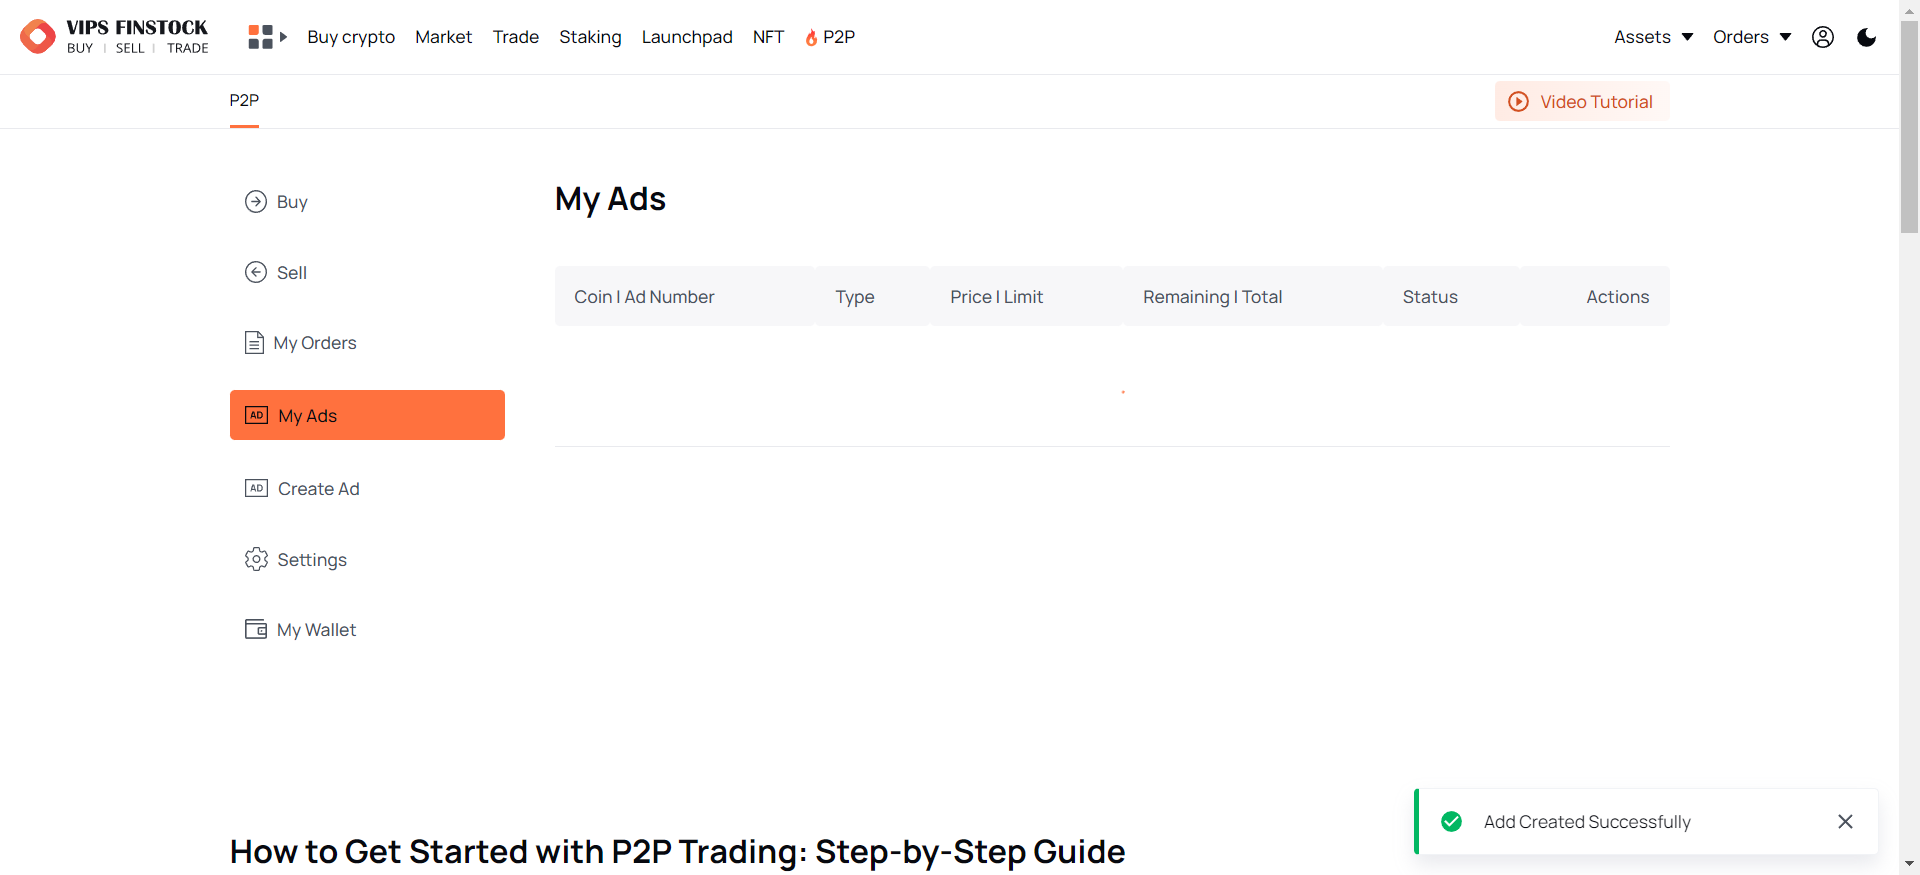 VIPS FINSTOCK
BUY | SELL | TRADE
Buy crypto Market Trade Staking Launchpad NFT P2P
Assets Orders
P2P
Video Tutorial
Buy
Sell
My Orders
AD My Ads
AD Create Ad
Settings
My Wallet
My Ads
Coin | Ad Number Type Price | Limit Remaining | Total Status Actions
How to Get Started with P2P Trading: Step-by-Step Guide
Add Created Successfully